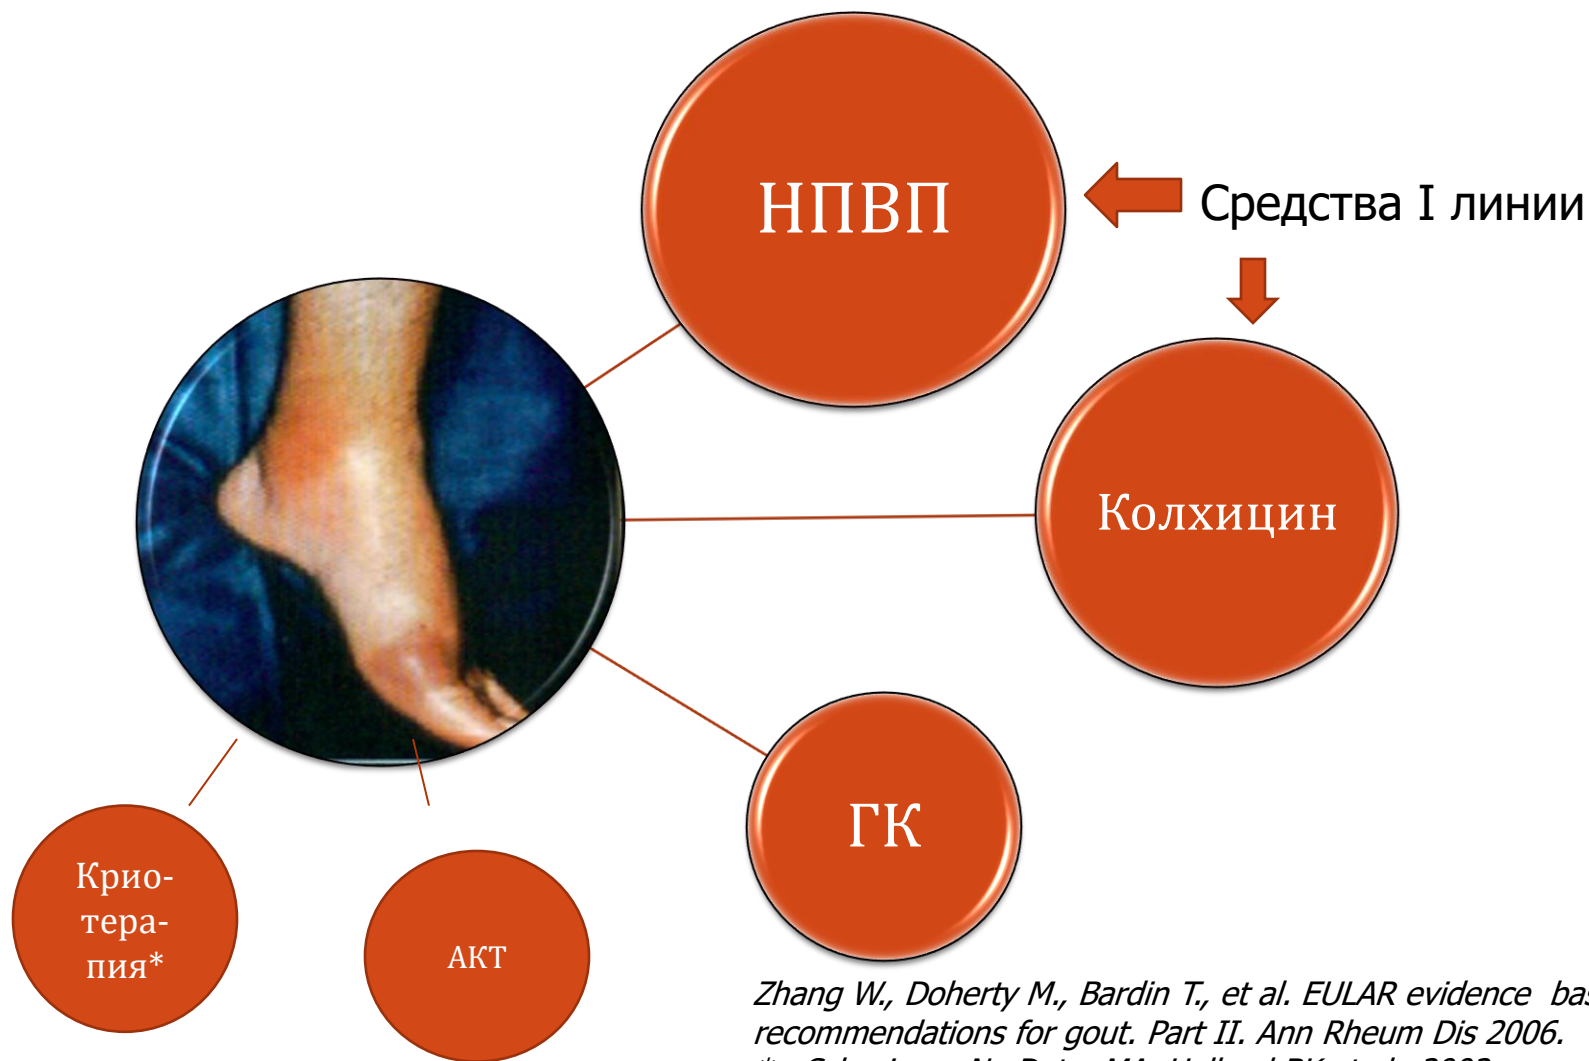 НПВП
Средства I линии
Колхицин
ГК
Крио-
тера-
пия*
АКТ
Zhang W., Doherty M., Bardin T., et al. EULAR evidence bas
recommendations for gout. Part II. Ann Rheum Dis 2006.